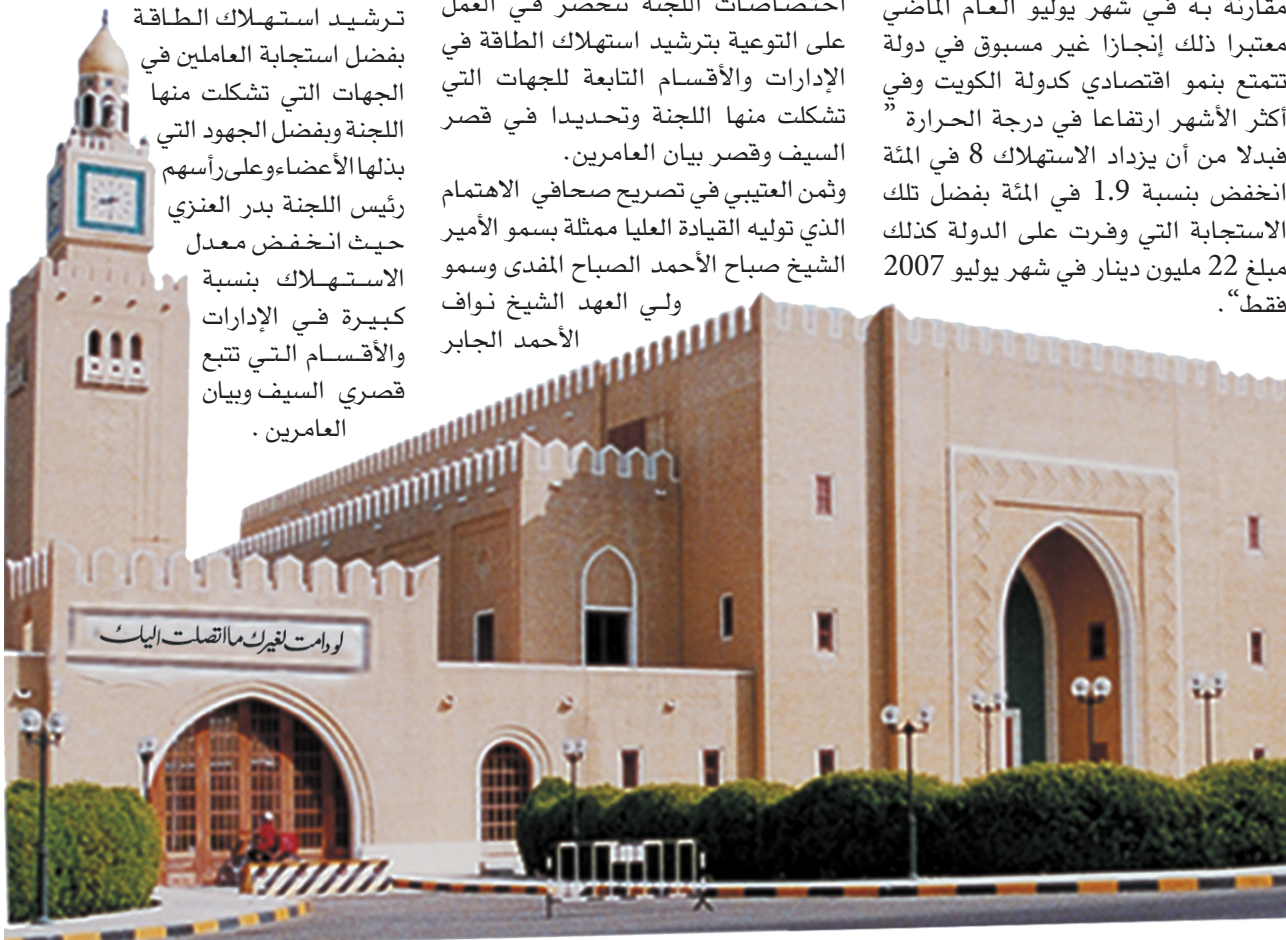 مقارنة به في شهر يوليو العام الماضي
معتبرا ذلك إنجازا غير مسبوق في دولة
تتمتع بنمو اقتصادي كدولة الكويت وفي
أكثر الأشهر ارتفاعا في درجة الحرارة ”
فبدلا من أن يزداد الاستهلاك 8 في المئة
انخفض بنسبة 1.9 في المئة بفضل تلك
الاستجابة التي وفرت على الدولة كذلك
مبلغ 22 مليون دينار في شهر يوليو 2007
فقط“.
اختصاصات اللجنة تنحصر في العمل
على التوعية بترشيد استهلاك الطاقة في
الإدارات والأقسام التابعة للجهات التي
تشكلت منها اللجنة وتحديدا في قصر
السيف وقصر بيان العامرين.
وثمن العتيبي في تصريح صحافي الاهتمام
الذي توليه القيادة العليا ممثلة بسمو الأمير
الشيخ صباح الأحمد الصباح المفدى وسمو
ولي العهد الشيخ نواف
الأحمد الجابر
ترشيد استهلاك الطاقة
بفضل استجابة العاملين في
الجهات التي تشكلت منها
اللجنة وبفضل الجهود التي
بذلها الأعضاء وعلى رأسهم
رئيس اللجنة بدر العنزي
حيث انخفض معدل
الاستهلاك بنسبة
كبيرة في الإدارات
والأقسام التي تتبع
قصري السيف وبيان
العامرين .
لو دامت لغيرك ما اتصلت اليك